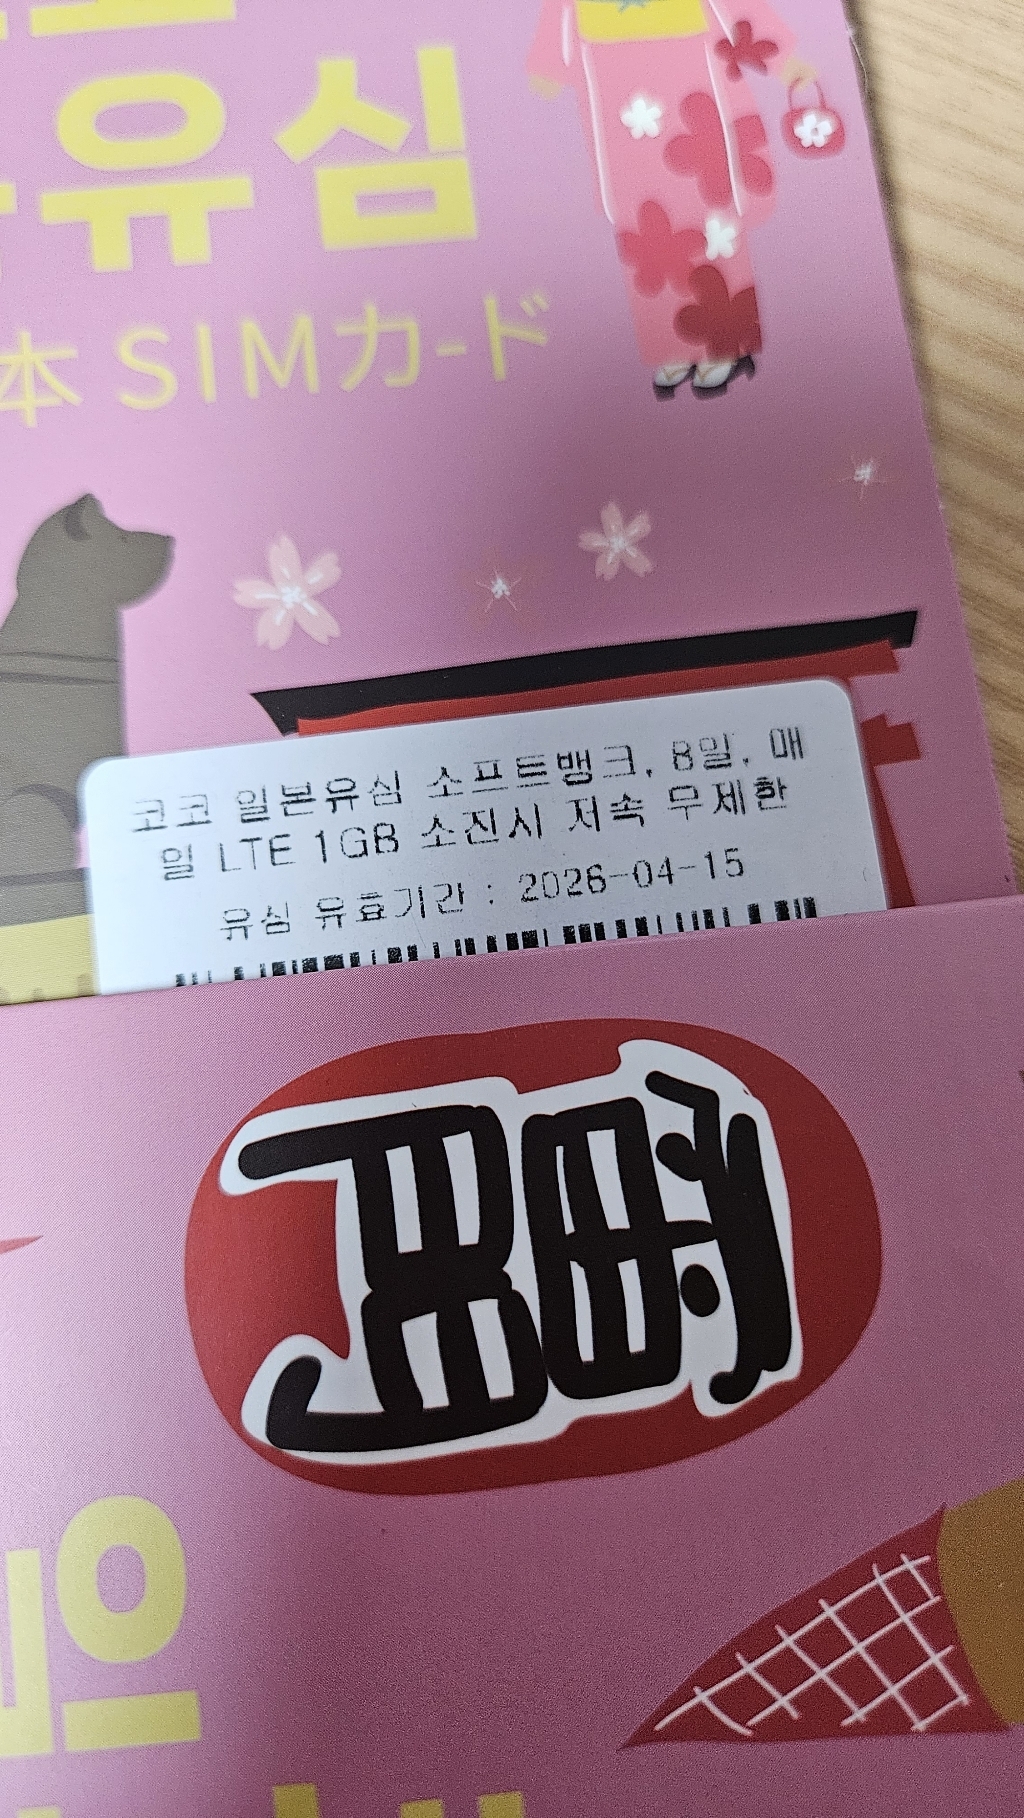 유심
本 SIMカード
코코 일본유심 소프트뱅크, 8일, 매
일 LTE 1GB 소진시 저속 무제한
유심 유효기간 : 2026-04-15